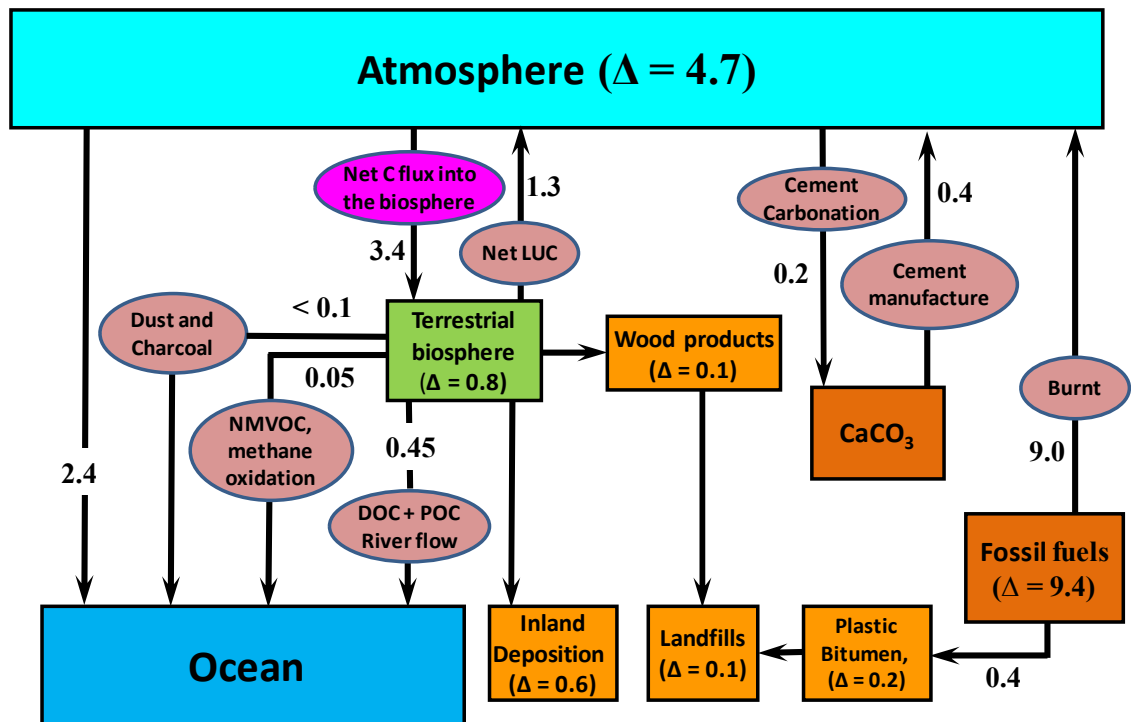 Atmosphere (Δ = 4.7)
Net C flux into
the biosphere
1.3
Cement
Carbonation
0.4
3.4
Net LUC
0.2
Cement
manufacture
< 0.1
Dust and
Charcoal
Terrestrial
biosphere
(Δ = 0.8)
Wood products
(Δ = 0.1)
0.05
Burnt
NMVOC,
methane
oxidation
0.45
CaCO₃
9.0
2.4
DOC + POC
River flow
Fossil fuels
(Δ = 9.4)
Ocean
Inland
Deposition
(Δ = 0.6)
Landfills
(Δ = 0.1)
Plastic
Bitumen,
(Δ = 0.2)
0.4